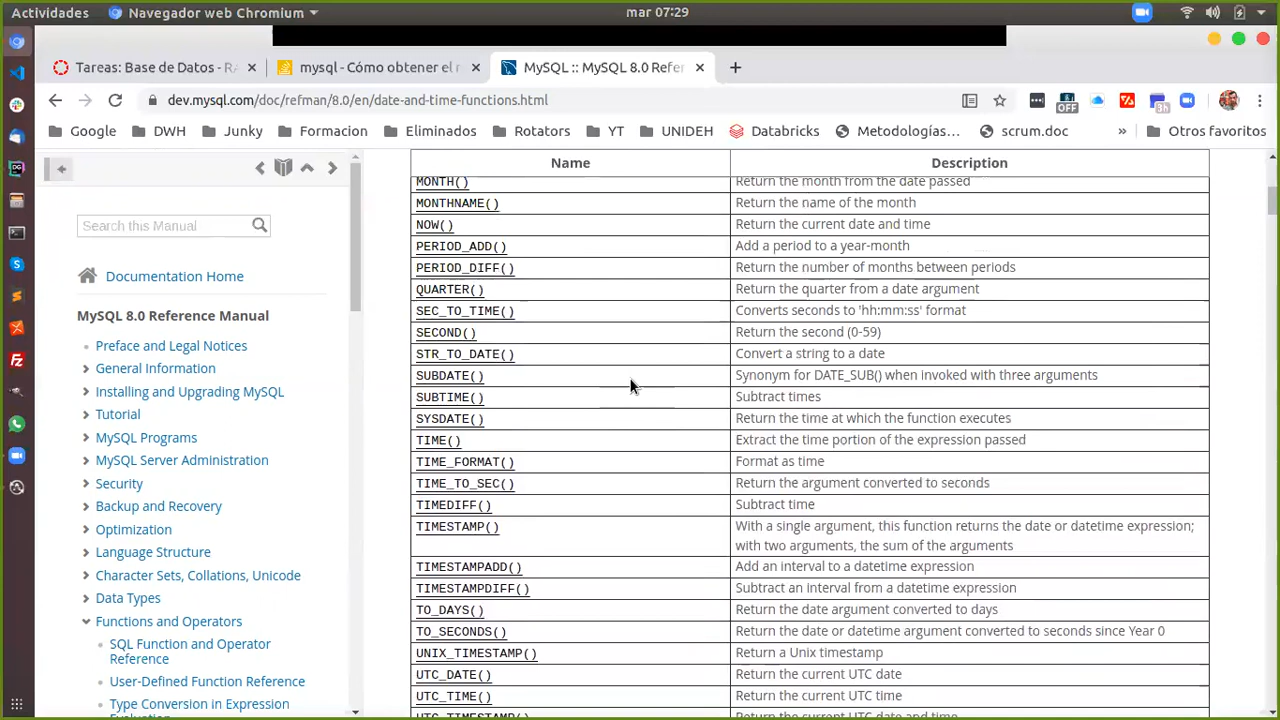 Actividades
Navegador web Chromium
mar 07:29
Tareas: Base de Datos - RA
mysql - Cómo obtener el r
MySQL :: MySQL 8.0 Refer
dev.mysql.com/doc/refman/8.0/en/date-and-time-functions.html
OFF
3h
Google
DWH
Junky
Formacion
Eliminados
Rotators
YT
UNIDEH
Databricks
Metodologías...
scrum.doc
»
Otros favoritos
Search this Manual
Documentation Home
MySQL 8.0 Reference Manual
Preface and Legal Notices
General Information
Installing and Upgrading MySQL
Tutorial
MySQL Programs
MySQL Server Administration
Security
Backup and Recovery
Optimization
Language Structure
Character Sets, Collations, Unicode
Data Types
Functions and Operators
SQL Function and Operator
Reference
User-Defined Function Reference
Type Conversion in Expression
Name Description
MONTH() Return the month from the date passed
MONTHNAME() Return the name of the month
NOW() Return the current date and time
PERIOD_ADD() Add a period to a year-month
PERIOD_DIFF() Return the number of months between periods
QUARTER() Return the quarter from a date argument
SEC_TO_TIME() Converts seconds to 'hh:mm:ss' format
SECOND() Return the second (0-59)
STR_TO_DATE() Convert a string to a date
SUBDATE() Synonym for DATE_SUB() when invoked with three arguments
SUBTIME() Subtract times
SYSDATE() Return the time at which the function executes
TIME() Extract the time portion of the expression passed
TIME_FORMAT() Format as time
TIME_TO_SEC() Return the argument converted to seconds
TIMEDIFF() Subtract time
TIMESTAMP() With a single argument, this function returns the date or datetime expression;
with two arguments, the sum of the arguments
TIMESTAMPADD() Add an interval to a datetime expression
TIMESTAMPDIFF() Subtract an interval from a datetime expression
TO_DAYS() Return the date argument converted to days
TO_SECONDS() Return the date or datetime argument converted to seconds since Year 0
UNIX_TIMESTAMP() Return a Unix timestamp
UTC_DATE() Return the current UTC date
UTC_TIME() Return the current UTC time
UTC_TIMESTAMP() Return the current UTC date and time